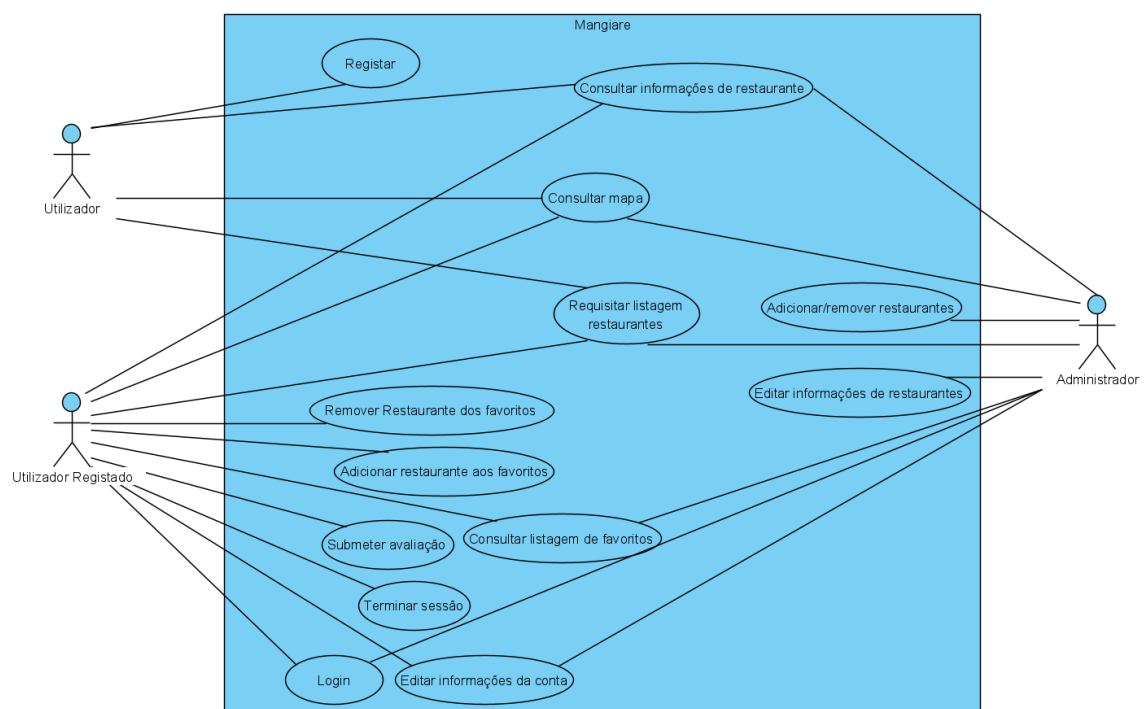 Mangiare
Registar
Consultar informações de restaurante
Utilizador
Consultar mapa
Requisitar listagem
restaurantes
Adicionar/remover restaurantes
Administrador
Editar informações de restaurantes
Remover Restaurante dos favoritos
Utilizador Registado
Adicionar restaurante aos favoritos
Submeter avaliação
Consultar listagem de favoritos
Terminar sessão
Login
Editar informações da conta